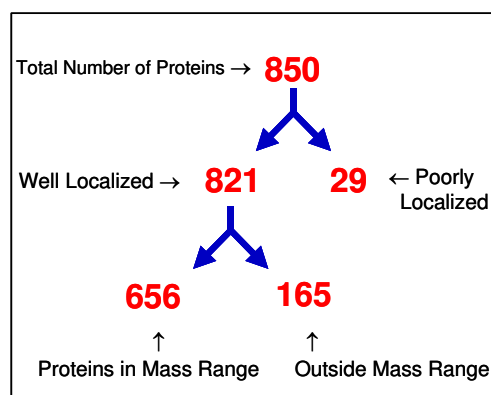 Total Number of Proteins → 850
Well Localized → 821 29 ← Poorly
Localized
656 165
↑ ↑
Proteins in Mass Range Outside Mass Range